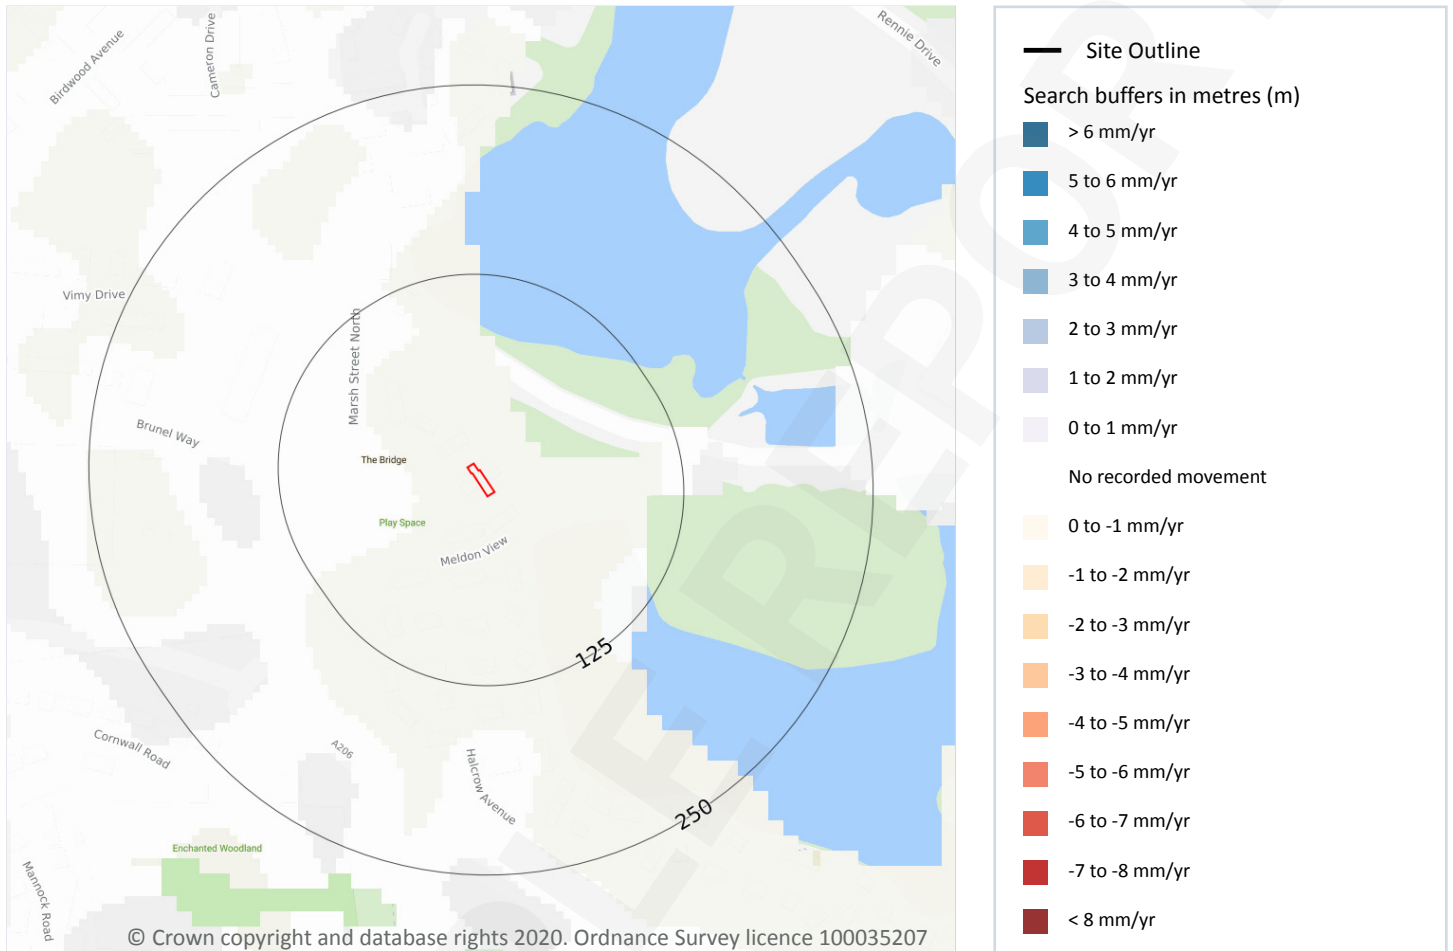 Birdwood Avenue
Cameron Drive
Rennie Drive
Vimy Drive
Marsh Street North
Brunel Way
The Bridge
Play Space
Meldon View
125
Cornwall Road
A206
Halcrow Avenue
250
Enchanted Woodland
Mannock Road
© Crown copyright and database rights 2020. Ordnance Survey licence 100035207
Site Outline
Search buffers in metres (m)
> 6 mm/yr
5 to 6 mm/yr
4 to 5 mm/yr
3 to 4 mm/yr
2 to 3 mm/yr
1 to 2 mm/yr
0 to 1 mm/yr
No recorded movement
0 to -1 mm/yr
-1 to -2 mm/yr
-2 to -3 mm/yr
-3 to -4 mm/yr
-4 to -5 mm/yr
-5 to -6 mm/yr
-6 to -7 mm/yr
-7 to -8 mm/yr
< 8 mm/yr